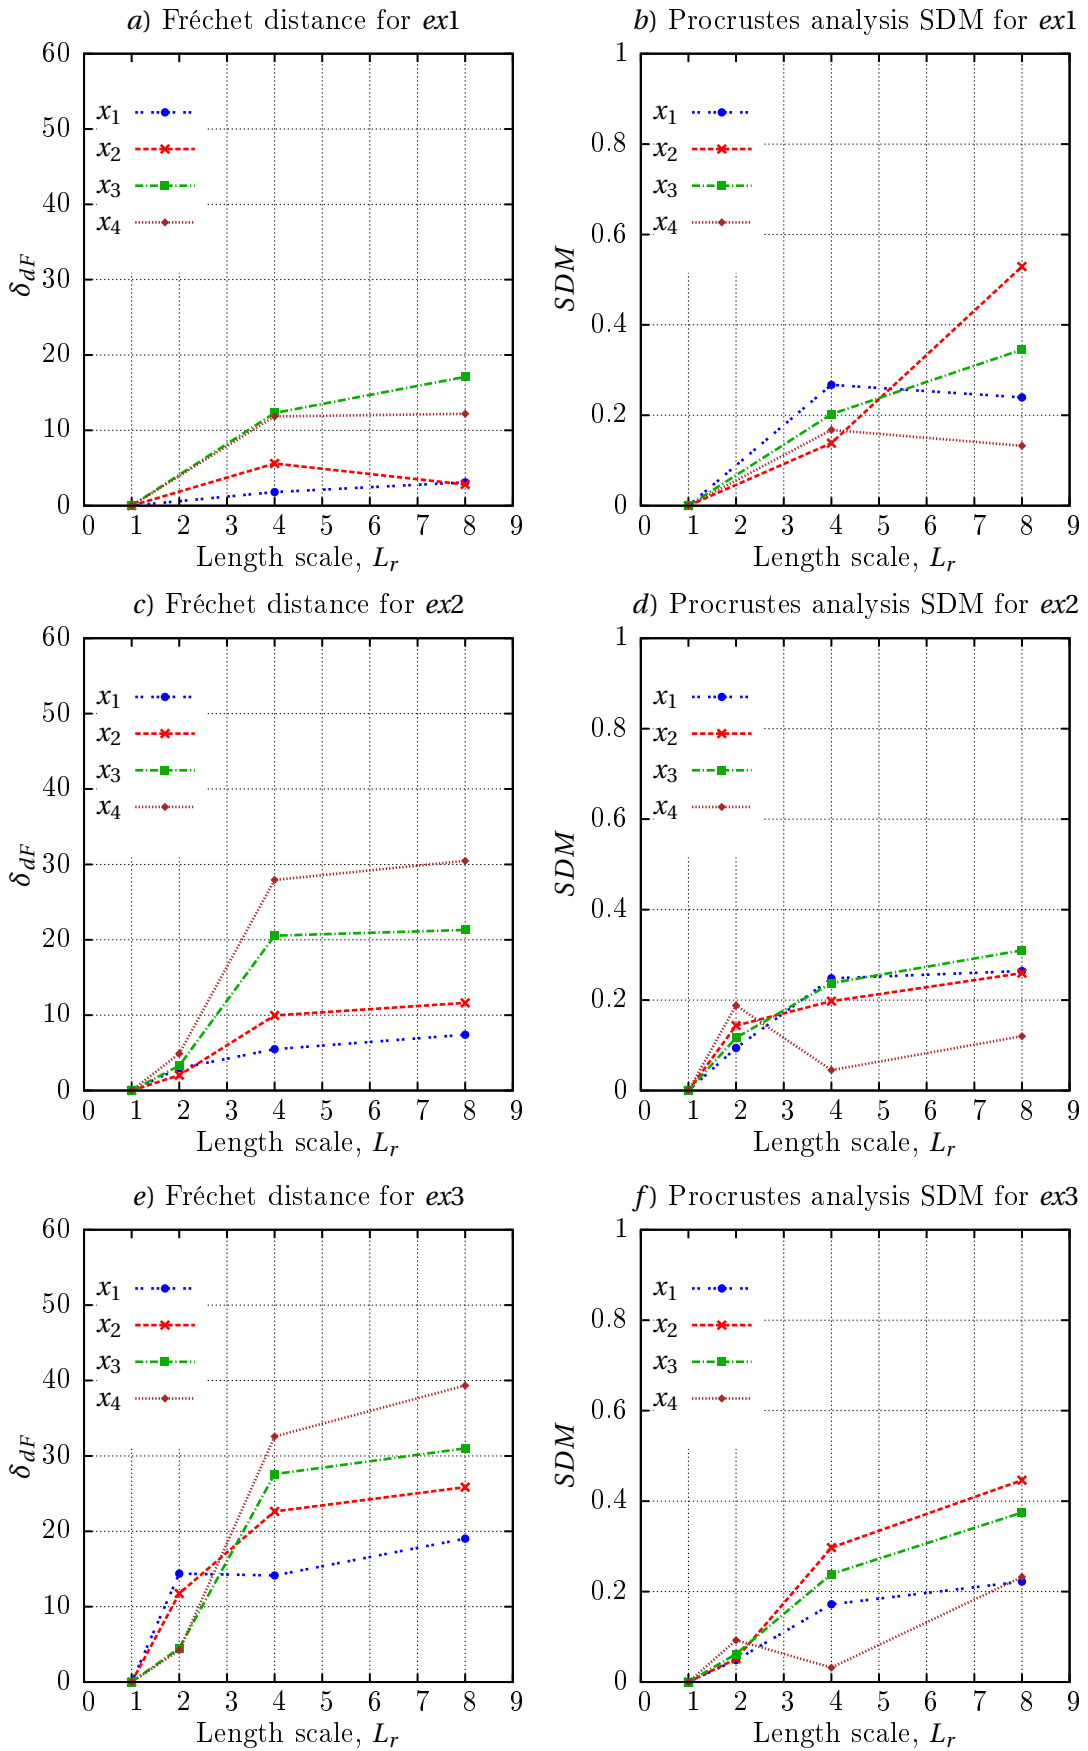 a) Fréchet distance for ex1
60
50
40
30
20
10
0
δdF
x1
x2
x3
x4
0 1 2 3 4 5 6 7 8 9
Length scale, Lr
b) Procrustes analysis SDM for ex1
1
0.8
0.6
0.4
0.2
0
SDM
x1
x2
x3
x4
0 1 2 3 4 5 6 7 8 9
Length scale, Lr
c) Fréchet distance for ex2
60
50
40
30
20
10
0
δdF
x1
x2
x3
x4
0 1 2 3 4 5 6 7 8 9
Length scale, Lr
d) Procrustes analysis SDM for ex2
1
0.8
0.6
0.4
0.2
0
SDM
x1
x2
x3
x4
0 1 2 3 4 5 6 7 8 9
Length scale, Lr
e) Fréchet distance for ex3
60
50
40
30
20
10
0
δdF
x1
x2
x3
x4
0 1 2 3 4 5 6 7 8 9
Length scale, Lr
f) Procrustes analysis SDM for ex3
1
0.8
0.6
0.4
0.2
0
SDM
x1
x2
x3
x4
0 1 2 3 4 5 6 7 8 9
Length scale, Lr